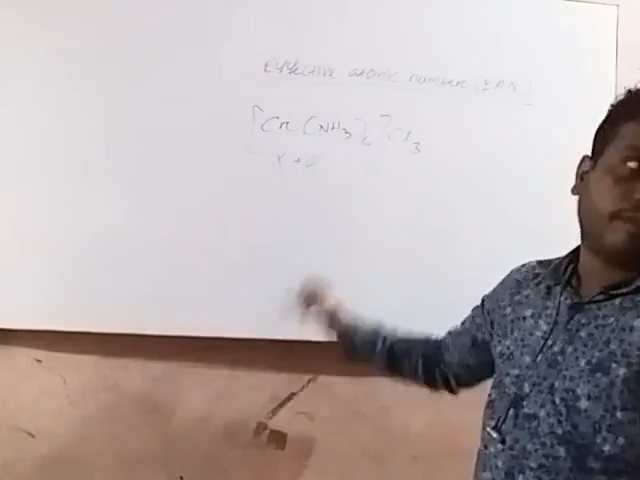 Effective atomic number (EAN)
[Cr(NH3)6]Cl3
x+0